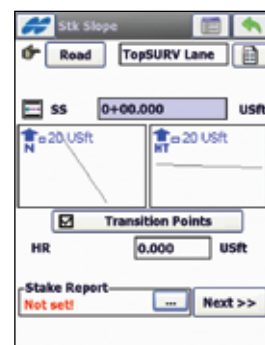 Stk Slope
Road TopSURV Lane
SS 0+00.000 USft
=20 USft
N
=20 USft
HT
Transition Points
HR 0.000 USft
Stake Report
Not set! ... Next >>